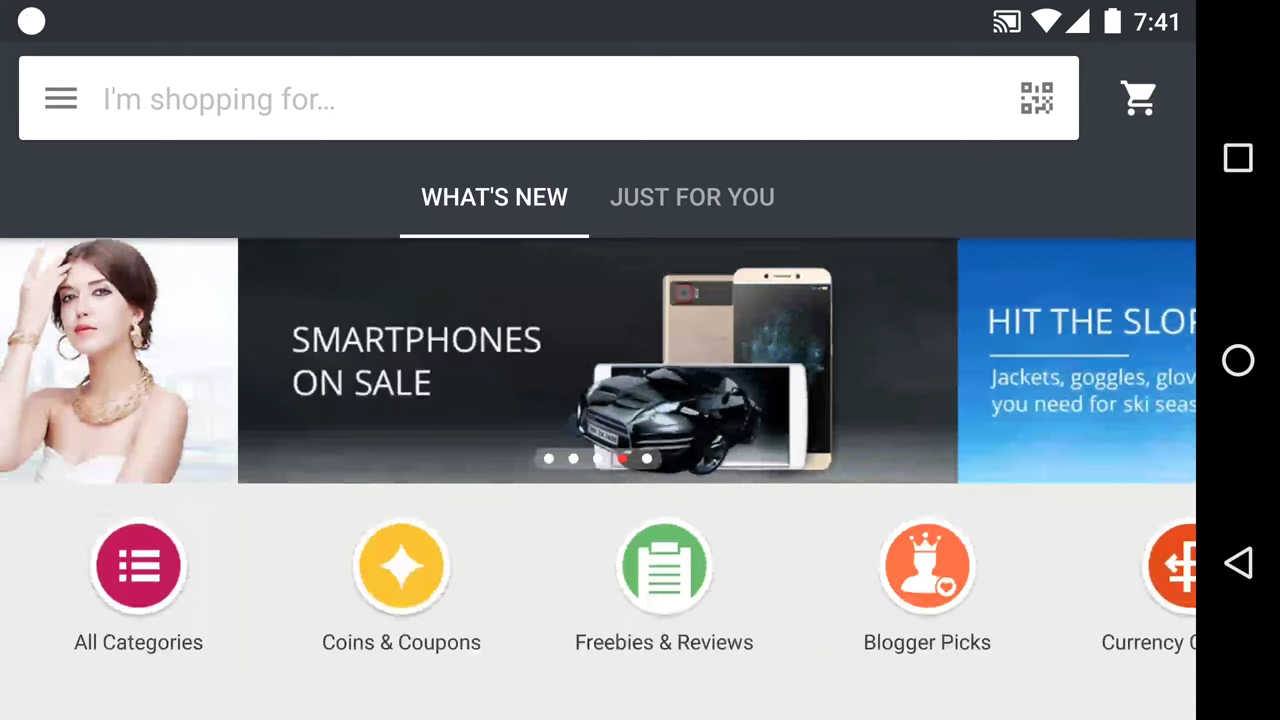 7:41
I'm shopping for...
WHAT'S NEW
JUST FOR YOU
SMARTPHONES
ON SALE
HIT THE SLOP
Jackets, goggles, glov
you need for ski seas
All Categories
Coins & Coupons
Freebies & Reviews
Blogger Picks
Currency